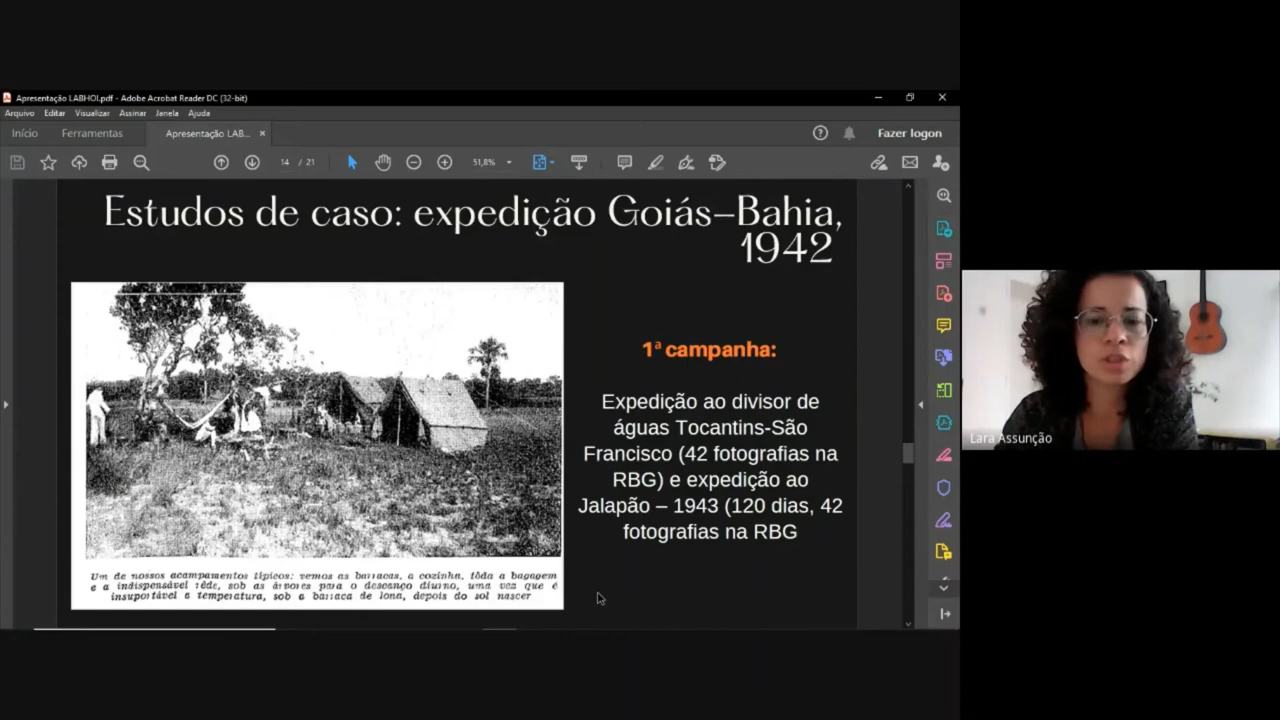 Apresentação LABHOI.pdf - Adobe Acrobat Reader DC (32-bit)
Arquivo Editar Visualizar Assinar Janela Ajuda
Início Ferramentas Apresentação LAB... × Fazer logon
14 / 21 51,8%
Estudos de caso: expedição Goiás–Bahia,
1942
1ª campanha:
Expedição ao divisor de
águas Tocantins-São
Francisco (42 fotografias na
RBG) e expedição ao
Jalapão – 1943 (120 dias, 42
fotografias na RBG
Um de nossos acampamentos típicos: vemos as barracas, a cozinha, tôda a bagagem
e a indispensável rêde, sob as árvores para o descanço diurno, uma vez que é
insuportável a temperatura, sob a barraca de lona, depois do sol nascer
Lara Assunção